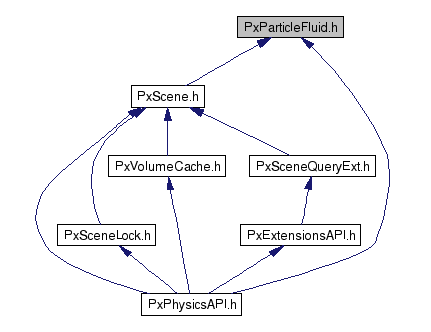 PxParticleFluid.h
PxScene.h
PxVolumeCache.h
PxSceneQueryExt.h
PxSceneLock.h
PxExtensionsAPI.h
PxPhysicsAPI.h